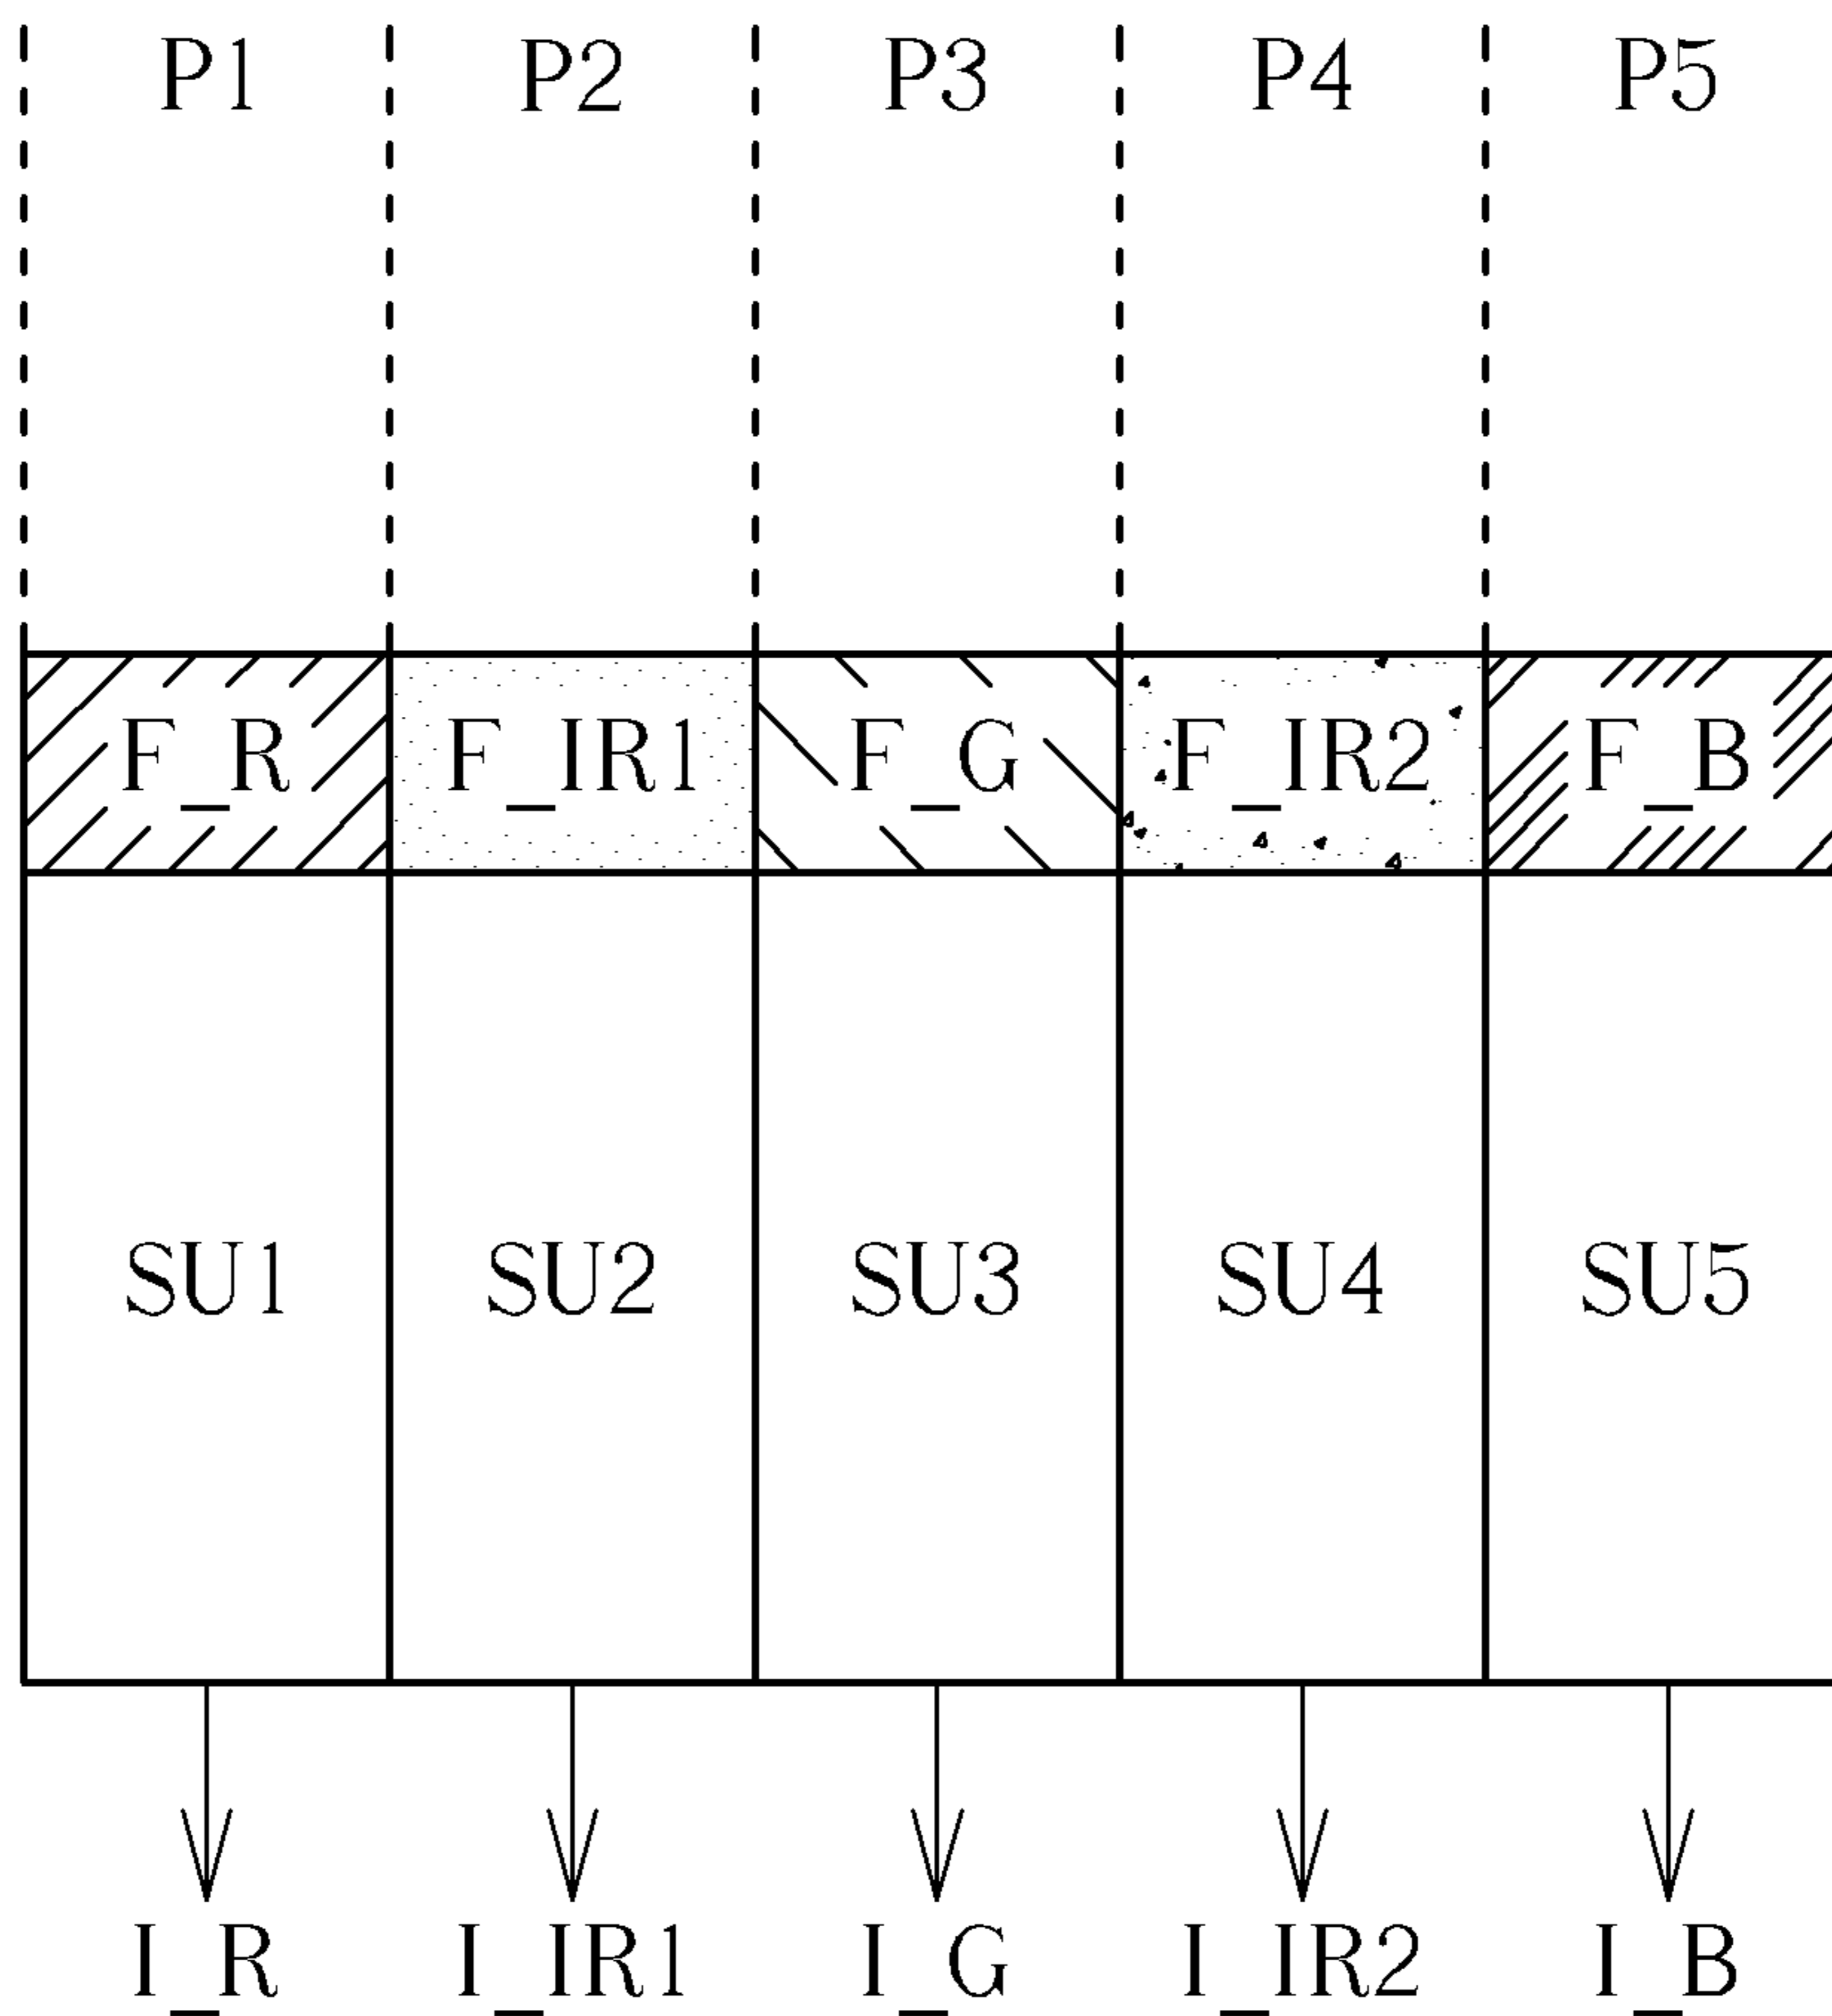 P1 P2 P3 P4 P5
F_R F_IR1 F_G F_IR2 F_B
SU1 SU2 SU3 SU4 SU5
I_R I_IR1 I_G I_IR2 I_B